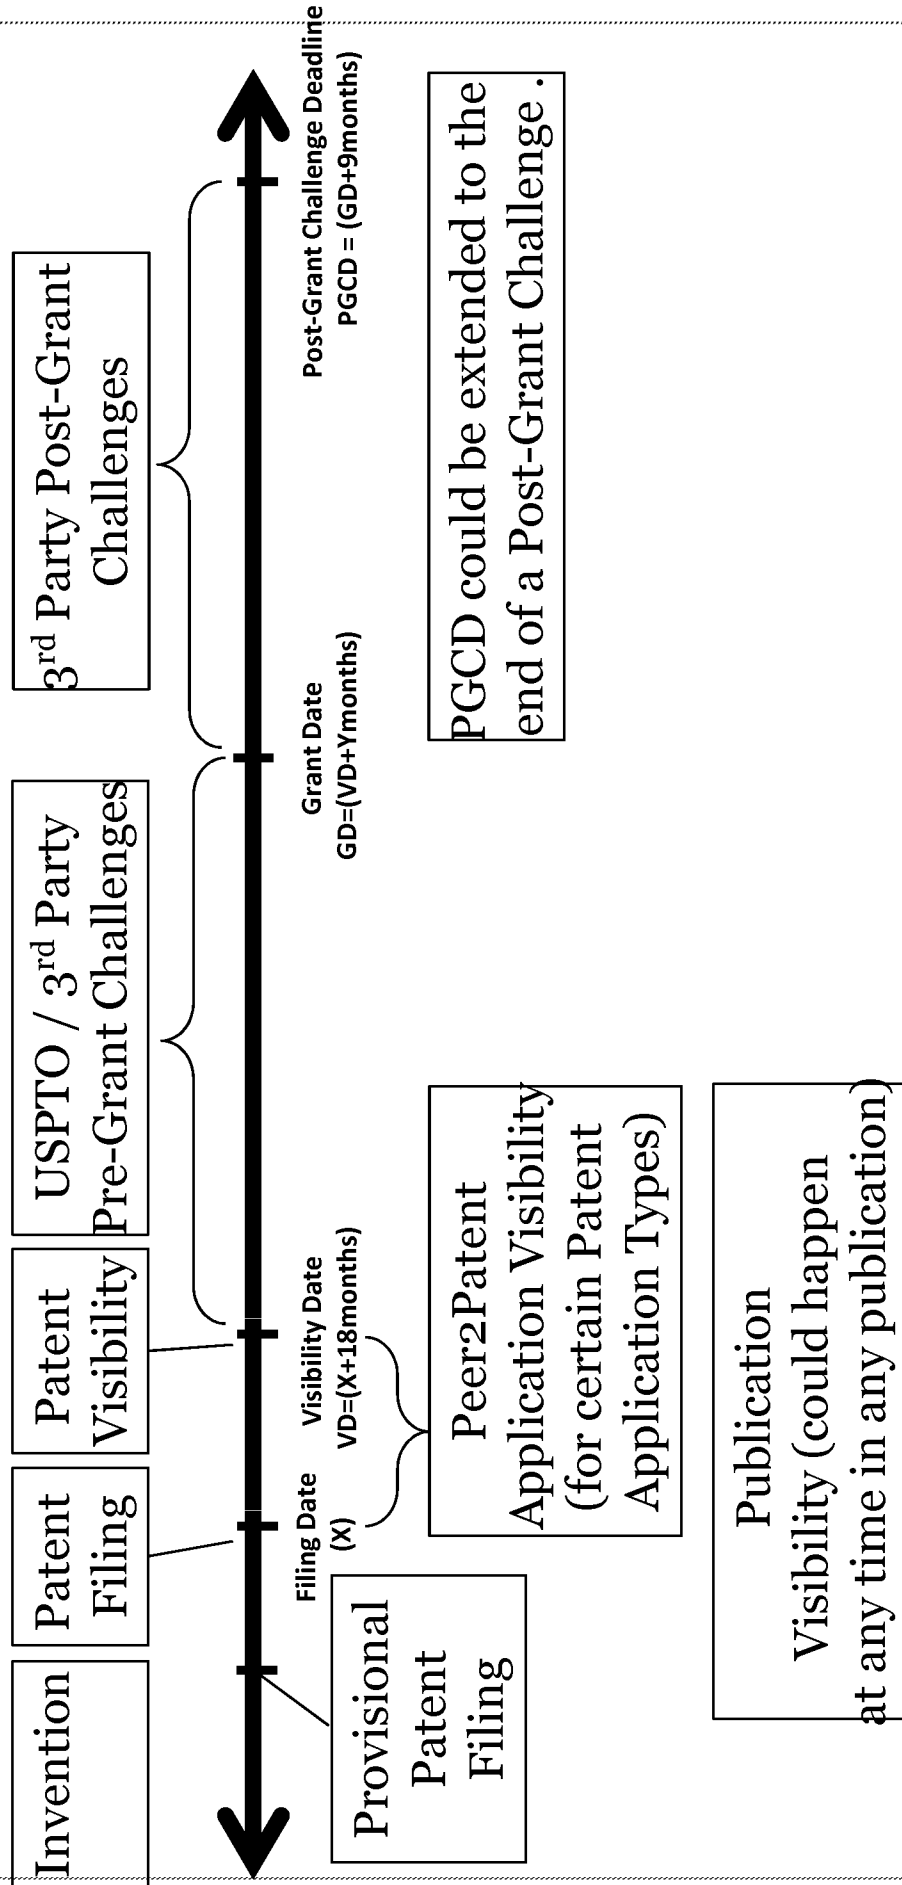 Invention
Patent
Filing
Patent
Visibility
USPTO / 3rd Party
Pre-Grant Challenges
3rd Party Post-Grant
Challenges
Filing Date
(X)
Visibility Date
VD=(X+18months)
Grant Date
GD=(VD+Ymonths)
Post-Grant Challenge Deadline
PGCD = (GD+9months)
Provisional
Patent
Filing
Peer2Patent
Application Visibility
(for certain Patent
Application Types)
PGCD could be extended to the
end of a Post-Grant Challenge .
Publication
Visibility (could happen
at any time in any publication)